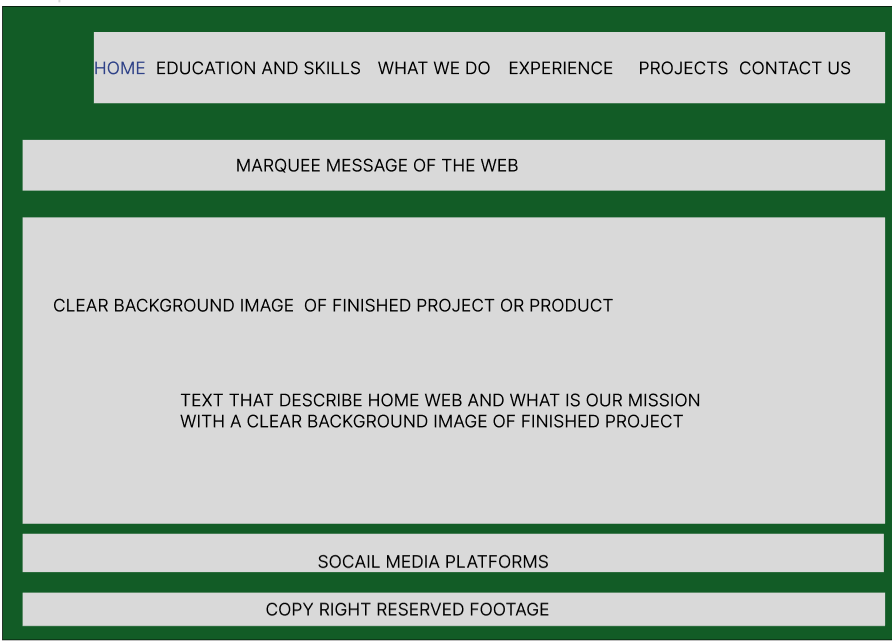 HOME EDUCATION AND SKILLS WHAT WE DO EXPERIENCE PROJECTS CONTACT US
MARQUEE MESSAGE OF THE WEB
CLEAR BACKGROUND IMAGE OF FINISHED PROJECT OR PRODUCT
TEXT THAT DESCRIBE HOME WEB AND WHAT IS OUR MISSION
WITH A CLEAR BACKGROUND IMAGE OF FINISHED PROJECT
SOCAIL MEDIA PLATFORMS
COPY RIGHT RESERVED FOOTAGE